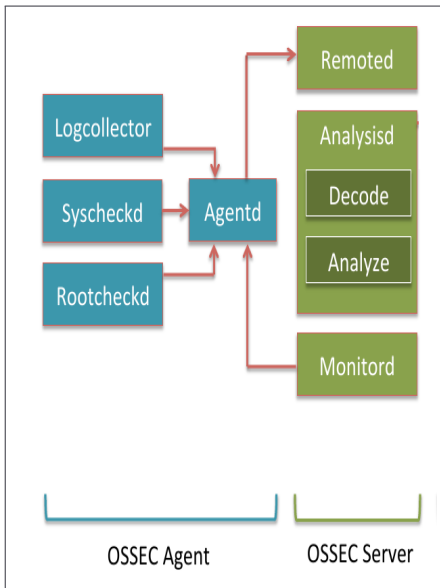 Remoted
Logcollector
Analysisd
Syscheckd
Agentd
Decode
Analyze
Rootcheckd
Monitord
OSSEC Agent
OSSEC Server